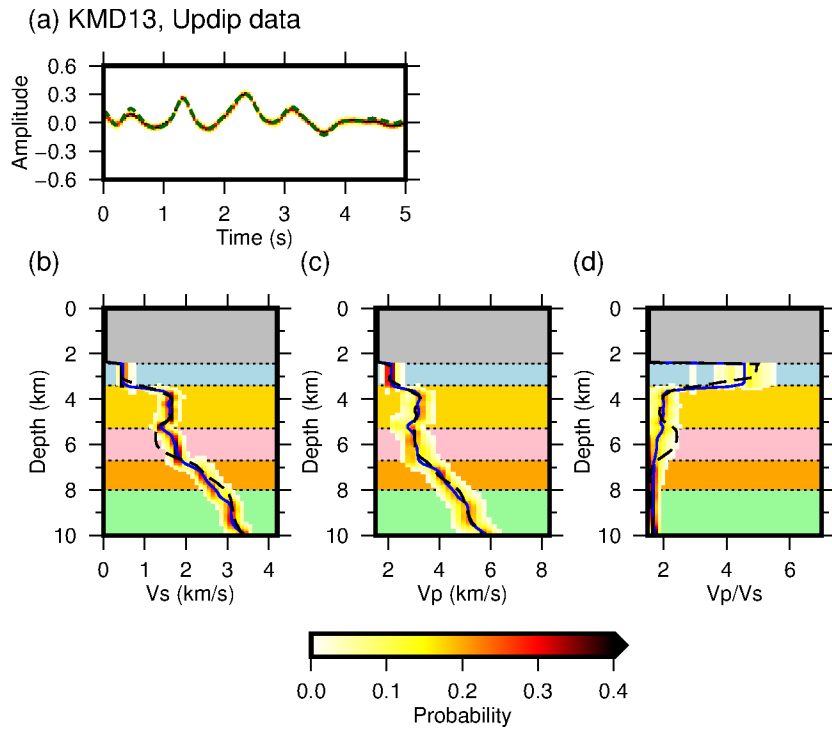 (a) KMD13, Updip data
0.6
0.3
0.0
−0.3
−0.6
Amplitude
0 1 2 3 4 5
Time (s)
(b) (c) (d)
0 0 0
2 2 2
4 4 4
6 6 6
8 8 8
10 10 10
Depth (km) Depth (km) Depth (km)
0 1 2 3 4 2 4 6 8 2 4 6
Vs (km/s) Vp (km/s) Vp/Vs
0.0 0.1 0.2 0.3 0.4
Probability